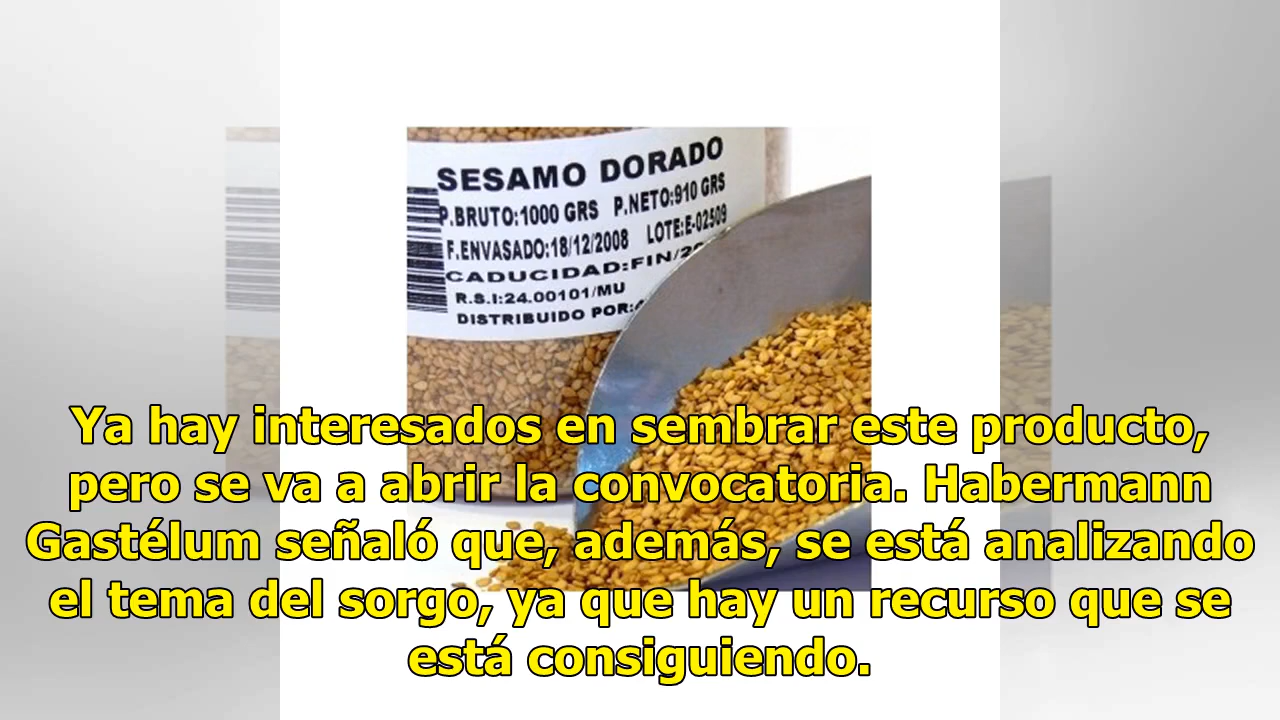 SESAMO DORADO
P.BRUTO:1000 GRS P.NETO:910 GRS
F.ENVASADO:18/12/2008 LOTE:E-02509
CADUCIDAD:FIN/
R.S.I:24.00101/MU
DISTRIBUIDO POR:
Ya hay interesados en sembrar este producto,
pero se va a abrir la convocatoria. Habermann
Gastélum señaló que, además, se está analizando
el tema del sorgo, ya que hay un recurso que se
está consiguiendo.